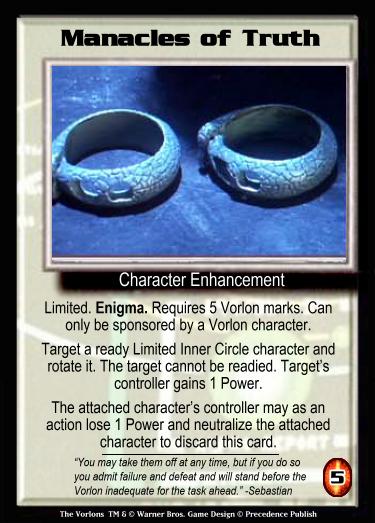 Manacles of Truth
Character Enhancement
Limited. Enigma. Requires 5 Vorlon marks. Can
only be sponsored by a Vorlon character.
Target a ready Limited Inner Circle character and
rotate it. The target cannot be readied. Target's
controller gains 1 Power.
The attached character's controller may as an
action lose 1 Power and neutralize the attached
character to discard this card.
"You may take them off at any time, but if you do so
you admit failure and defeat and will stand before the
Vorlon inadequate for the task ahead." -Sebastian
5
The Vorlons TM & © Warner Bros. Game Design © Precedence Publish